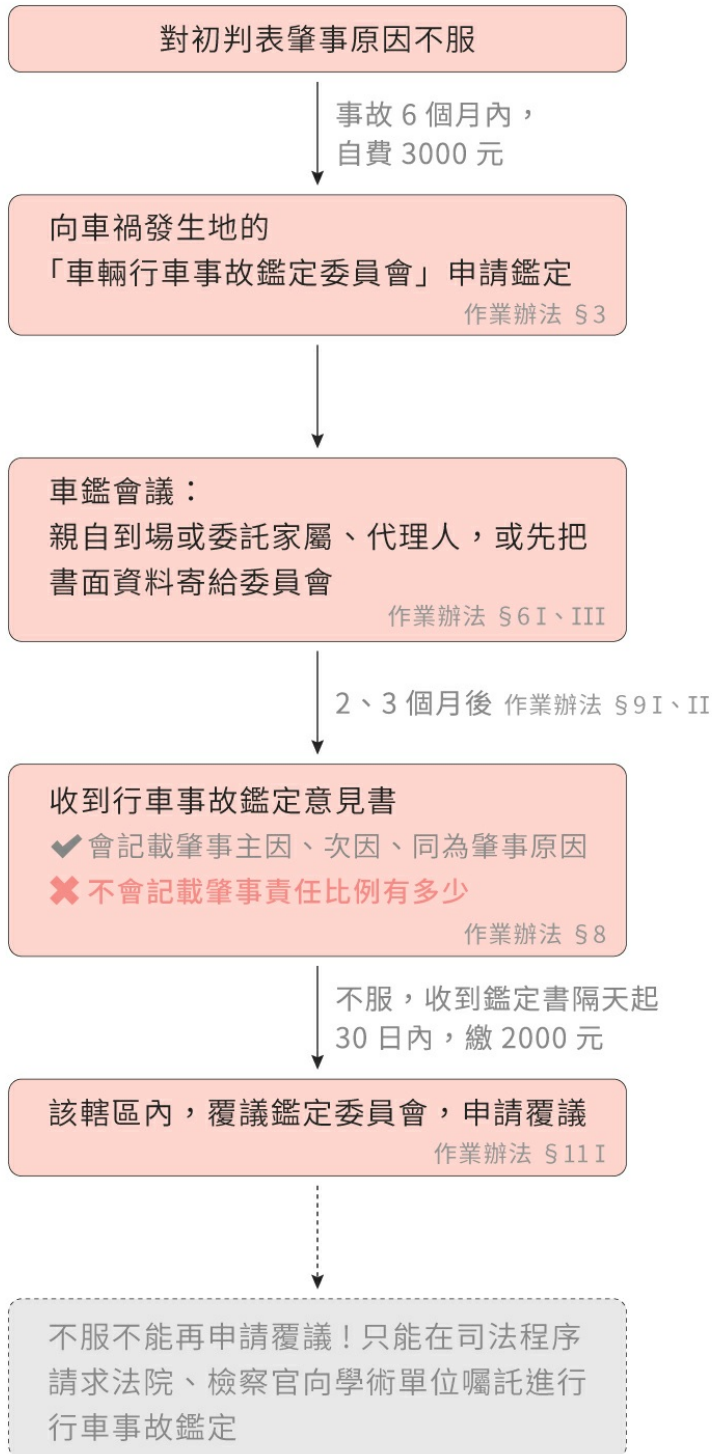 對初判表肇事原因不服
事故 6 個月內，
自費 3000 元
向車禍發生地的
「車輛行車事故鑑定委員會」申請鑑定
作業辦法 §3
車鑑會議：
親自到場或委託家屬、代理人，或先把
書面資料寄給委員會
作業辦法 §6 I、III
2、3 個月後 作業辦法 §9 I、II
收到行車事故鑑定意見書
✔ 會記載肇事主因、次因、同為肇事原因
✖ 不會記載肇事責任比例有多少
作業辦法 §8
不服，收到鑑定書隔天起
30 日內，繳 2000 元
該轄區內，覆議鑑定委員會，申請覆議
作業辦法 §11 I
不服不能再申請覆議！只能在司法程序
請求法院、檢察官向學術單位囑託進行
行車事故鑑定